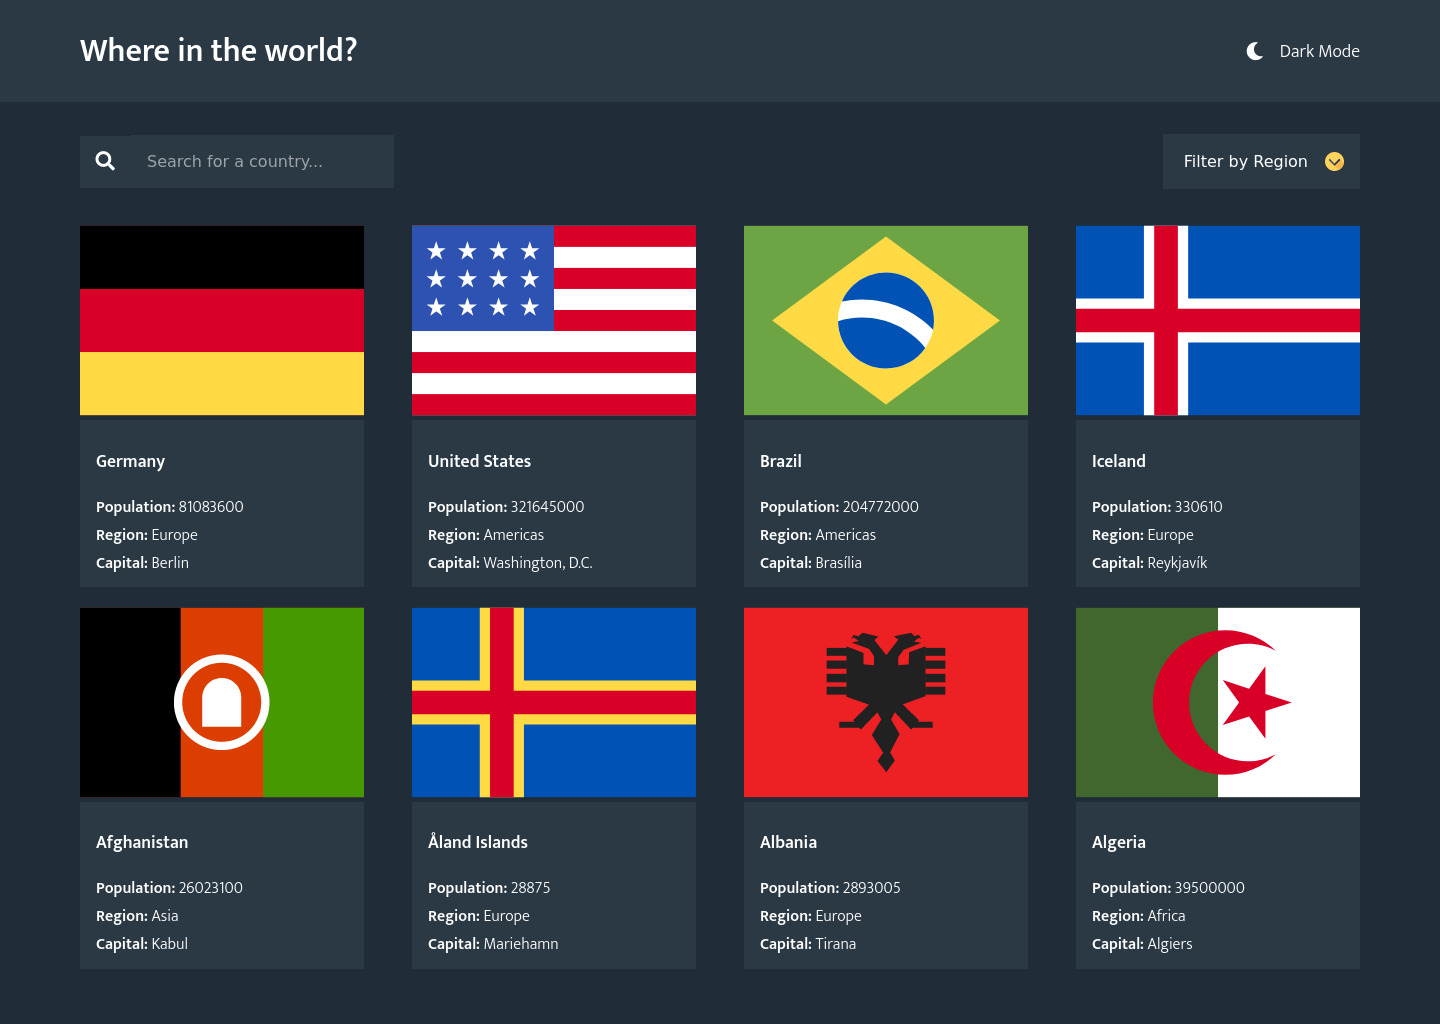 Where in the world?
Dark Mode
Search for a country...
Filter by Region
Germany
Population: 81083600
Region: Europe
Capital: Berlin
United States
Population: 321645000
Region: Americas
Capital: Washington, D.C.
Brazil
Population: 204772000
Region: Americas
Capital: Brasília
Iceland
Population: 330610
Region: Europe
Capital: Reykjavík
Afghanistan
Population: 26023100
Region: Asia
Capital: Kabul
Åland Islands
Population: 28875
Region: Europe
Capital: Mariehamn
Albania
Population: 2893005
Region: Europe
Capital: Tirana
Algeria
Population: 39500000
Region: Africa
Capital: Algiers